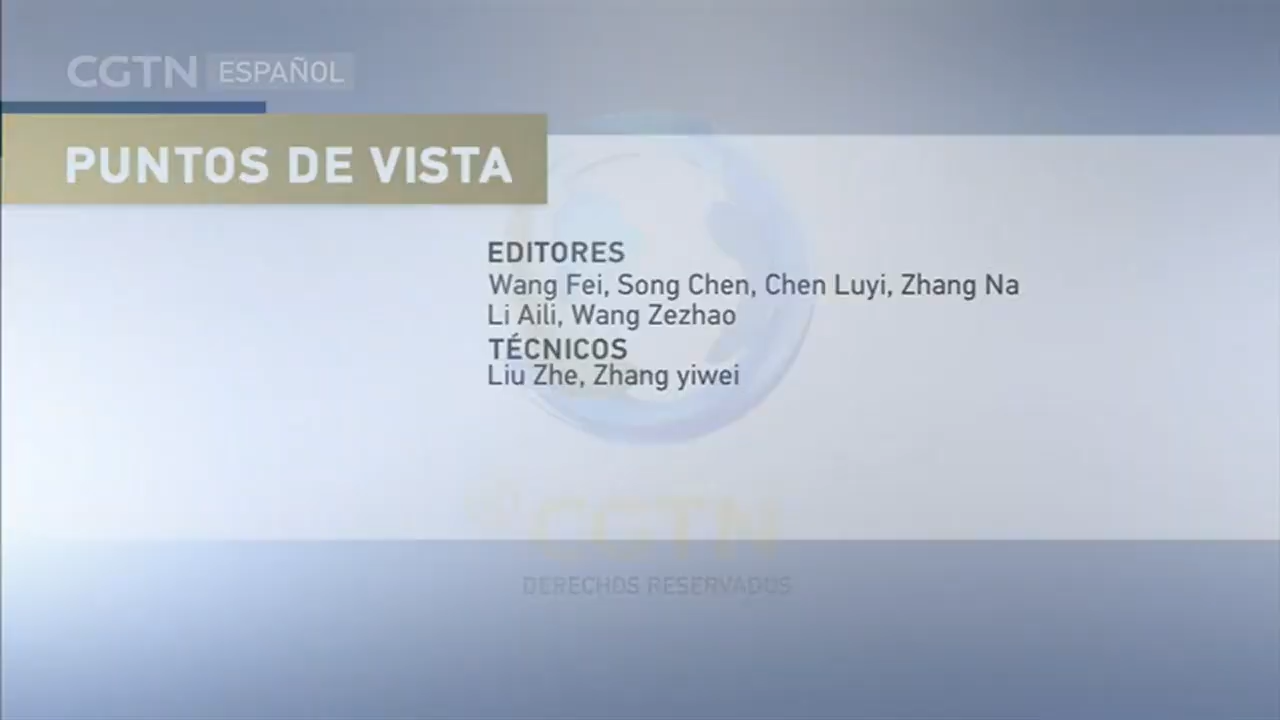 CGTN ESPAÑOL
PUNTOS DE VISTA
EDITORES
Wang Fei, Song Chen, Chen Luyi, Zhang Na
Li Aili, Wang Zezhao
TÉCNICOS
Liu Zhe, Zhang yiwei
CGTN
DERECHOS RESERVADOS